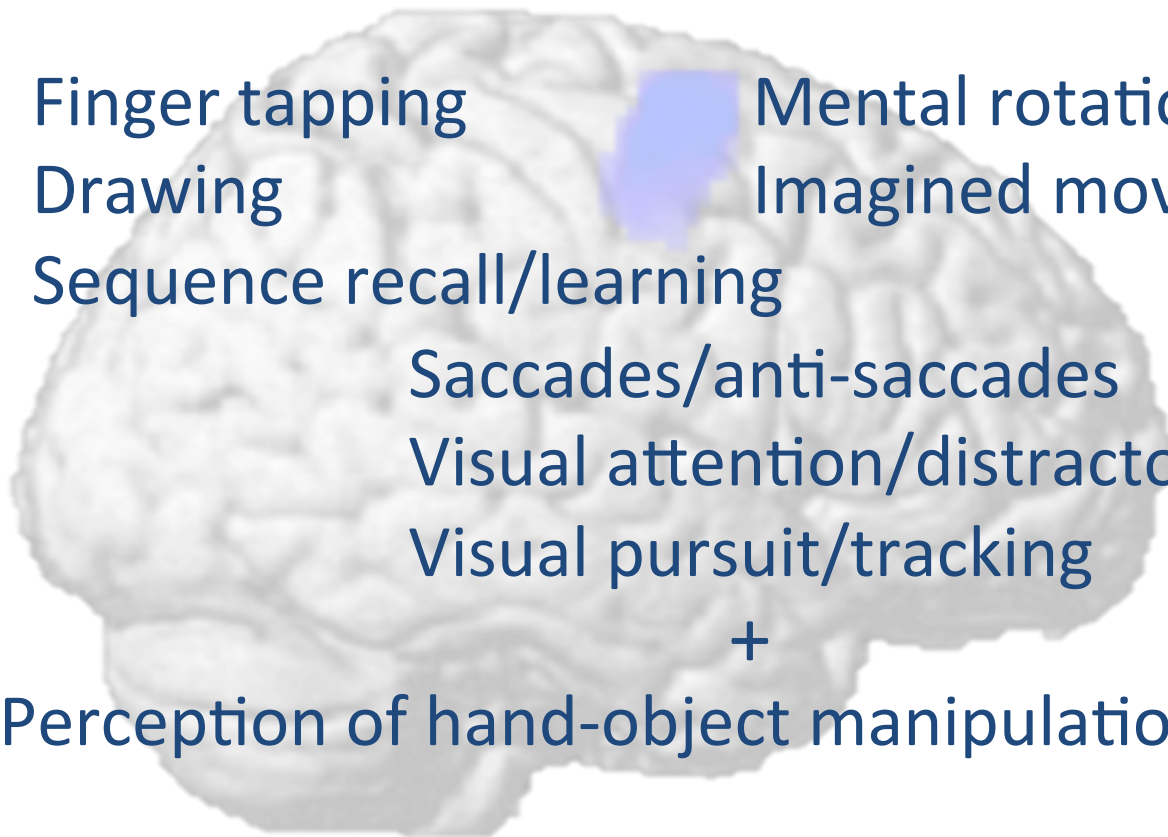 Finger tapping
Mental rotatio
Drawing
Imagined mov
Sequence recall/learning
Saccades/anti-saccades
Visual attention/distracto
Visual pursuit/tracking
+
Perception of hand-object manipulatio